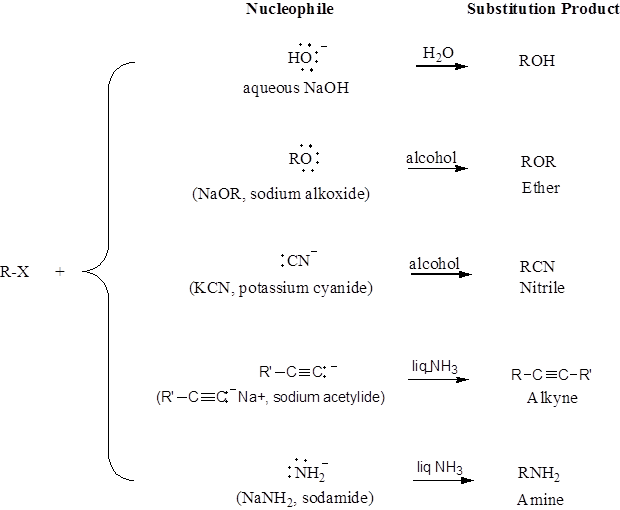 Nucleophile Substitution Product
HO:⁻ H₂O ROH
aqueous NaOH
RO: alcohol ROR
(NaOR, sodium alkoxide) Ether
R-X +
:CN⁻ alcohol RCN
(KCN, potassium cyanide) Nitrile
R'–C≡C:⁻ liq.NH₃ R–C≡C–R'
(R'–C≡C:⁻Na+, sodium acetylide) Alkyne
:NH₂⁻ liq NH₃ RNH₂
(NaNH₂, sodamide) Amine